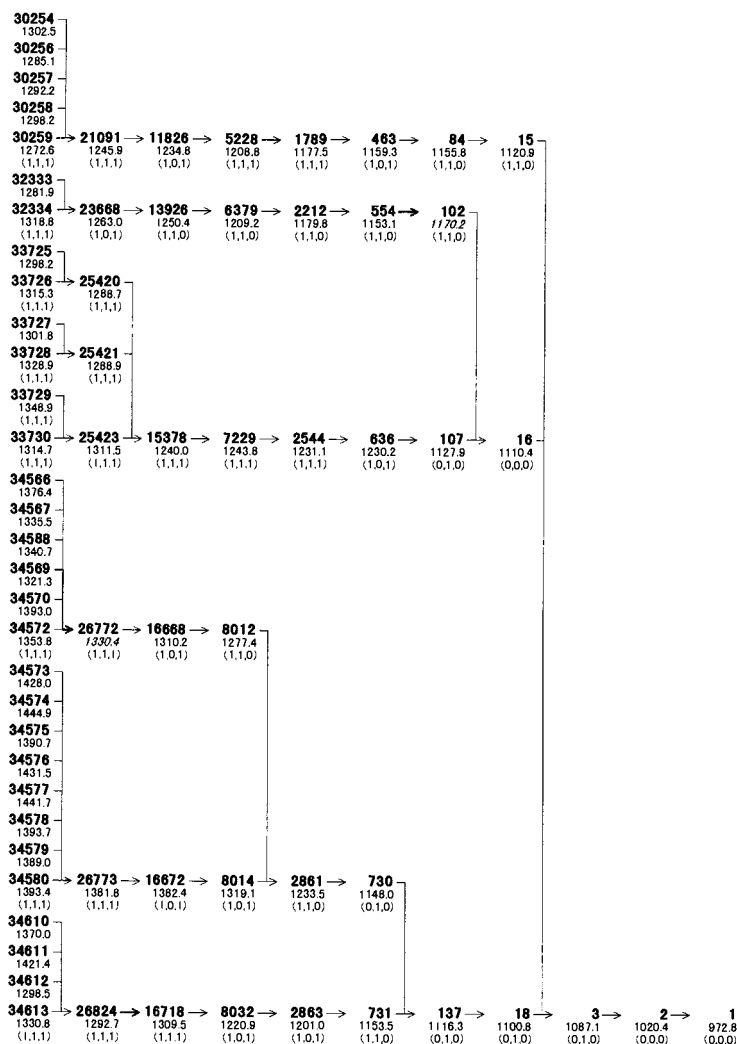 30254
1302.5
30256
1285.1
30257
1292.2
30258
1298.2
30259 → 21091 → 11826 → 5228 → 1789 → 463 → 84 → 15
1272.6 1245.9 1234.8 1208.8 1177.5 1159.3 1155.8 1120.9
(1,1,1) (1,1,1) (1,0,1) (1,1,1) (1,1,1) (1,0,1) (1,1,0) (1,1,0)
32333
1281.9
32334 → 23668 → 13926 → 6379 → 2212 → 554 → 102
1318.8 1263.0 1250.4 1209.2 1179.8 1153.1 1170.2
(1,1,1) (1,0,1) (1,1,0) (1,1,0) (1,1,0) (1,1,0) (1,1,0)
33725
1298.2
33726 → 25420
1315.3 1288.7
(1,1,1) (1,1,1)
33727
1301.8
33728 → 25421
1328.9 1288.9
(1,1,1) (1,1,1)
33729
1348.9
(1,1,1)
33730 → 25423 → 15378 → 7229 → 2544 → 636 → 107 → 16
1314.7 1311.5 1240.0 1243.8 1231.1 1230.2 1127.9 1110.4
(1,1,1) (1,1,1) (1,1,1) (1,1,1) (1,1,1) (1,0,1) (0,1,0) (0,0,0)
34566
1376.4
34567
1335.5
34588
1340.7
34569
1321.3
34570
1393.0
34572 → 26772 → 16668 → 8012
1353.8 1330.4 1310.2 1277.4
(1,1,1) (1,1,1) (1,0,1) (1,1,0)
34573
1428.0
34574
1444.9
34575
1390.7
34576
1431.5
34577
1441.7
34578
1393.7
34579
1389.0
34580 → 26773 → 16672 → 8014 → 2861 → 730
1393.4 1381.8 1382.4 1319.1 1233.5 1148.0
(1,1,1) (1,1,1) (1,0,1) (1,0,1) (1,1,0) (0,1,0)
34610
1370.0
34611
1421.4
34612
1298.5
34613 → 26824 → 16718 → 8032 → 2863 → 731 → 137 → 18 → 3 → 2 → 1
1330.8 1292.7 1309.5 1220.9 1201.0 1153.5 1116.3 1100.8 1087.1 1020.4 972.8
(1,1,1) (1,1,1) (1,1,1) (1,0,1) (1,0,1) (1,1,0) (0,1,0) (0,1,0) (0,1,0) (0,0,0) (0,0,0)